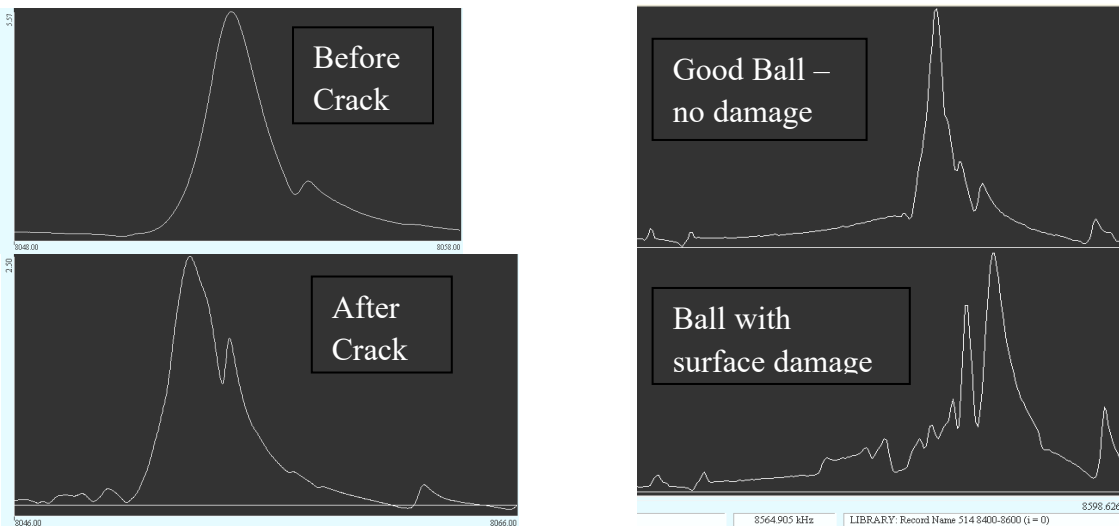 5.57
Before
Crack
8048.00
8058.00
2.50
After
Crack
8046.00
8066.00
Good Ball –
no damage
Ball with
surface damage
8598.626
8564.905 kHz
LIBRARY: Record Name 514 8400-8600 (i = 0)